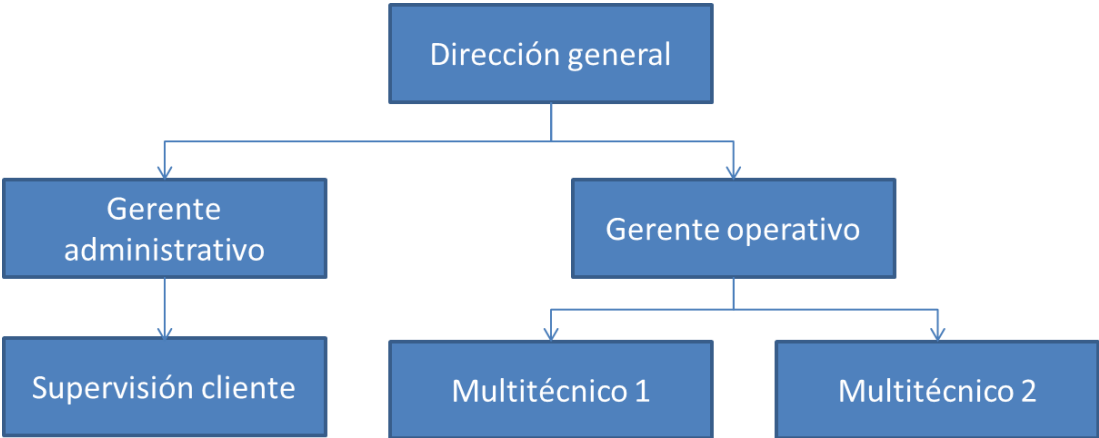 Dirección general
Gerente
administrativo
Gerente operativo
Supervisión cliente
Multitécnico 1
Multitécnico 2